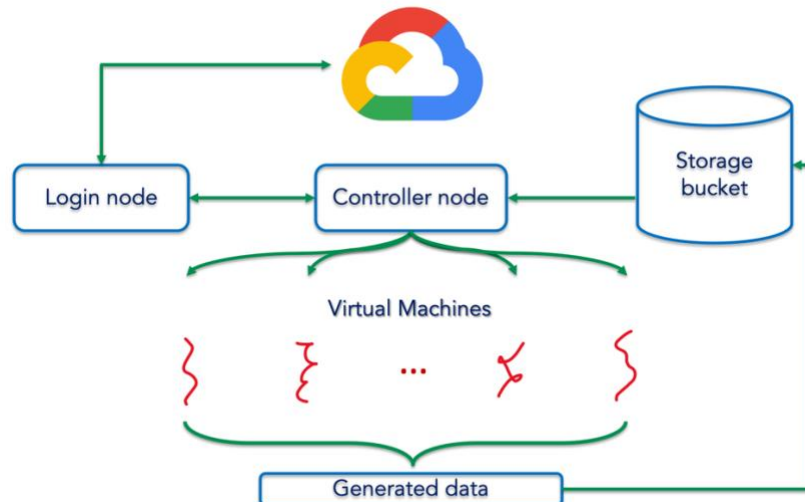 Login node
Controller node
Storage
bucket
Virtual Machines
...
Generated data